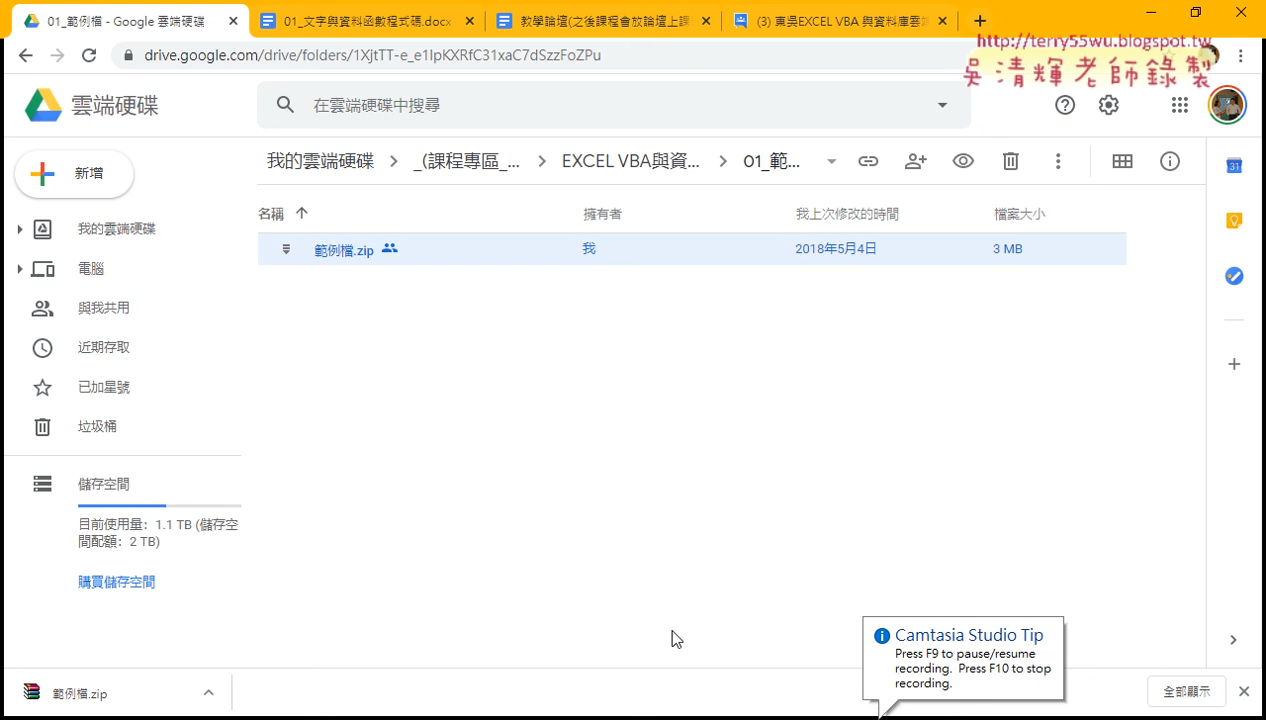 01_範例檔 - Google 雲端硬碟
01_文字與資料函數程式碼.docx
教學論壇(之後課程會放論壇上課
(3) 東吳EXCEL VBA 與資料庫雲端
drive.google.com/drive/folders/1XjtTT-e_e1lpKXRfC31xaC7dSzzFoZPu
http://terry55wu.blogspot.tw
吳清輝老師錄製
雲端硬碟
在雲端硬碟中搜尋
新增
我的雲端硬碟 > _(課程專區_... > EXCEL VBA與資... > 01_範...
名稱 擁有者 我上次修改的時間 檔案大小
範例檔.zip 我 2018年5月4日 3 MB
我的雲端硬碟
電腦
與我共用
近期存取
已加星號
垃圾桶
儲存空間
目前使用量：1.1 TB (儲存空
間配額：2 TB)
購買儲存空間
31
Camtasia Studio Tip
Press F9 to pause/resume
recording. Press F10 to stop
recording.
範例檔.zip
全部顯示